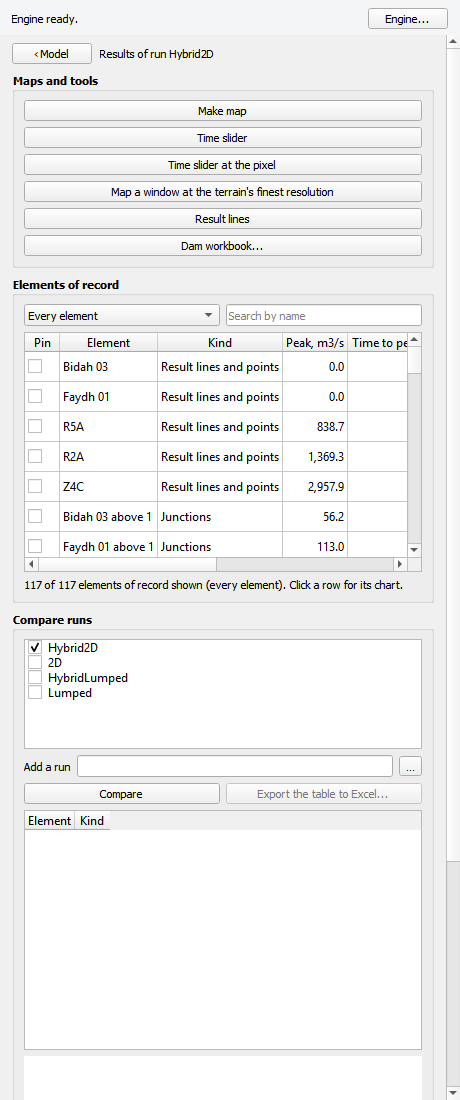 Engine ready.
Engine...
‹ Model
Results of run Hybrid2D
Maps and tools
Make map
Time slider
Time slider at the pixel
Map a window at the terrain's finest resolution
Result lines
Dam workbook...
Elements of record
Every element
Search by name
Pin Element Kind Peak, m3/s Time to pe
Bidah 03 Result lines and points 0.0
Faydh 01 Result lines and points 0.0
R5A Result lines and points 838.7
R2A Result lines and points 1,369.3
Z4C Result lines and points 2,957.9
Bidah 03 above 1 Junctions 56.2
Faydh 01 above 1 Junctions 113.0
117 of 117 elements of record shown (every element). Click a row for its chart.
Compare runs
Hybrid2D
2D
HybridLumped
Lumped
Add a run
...
Compare
Export the table to Excel...
Element Kind